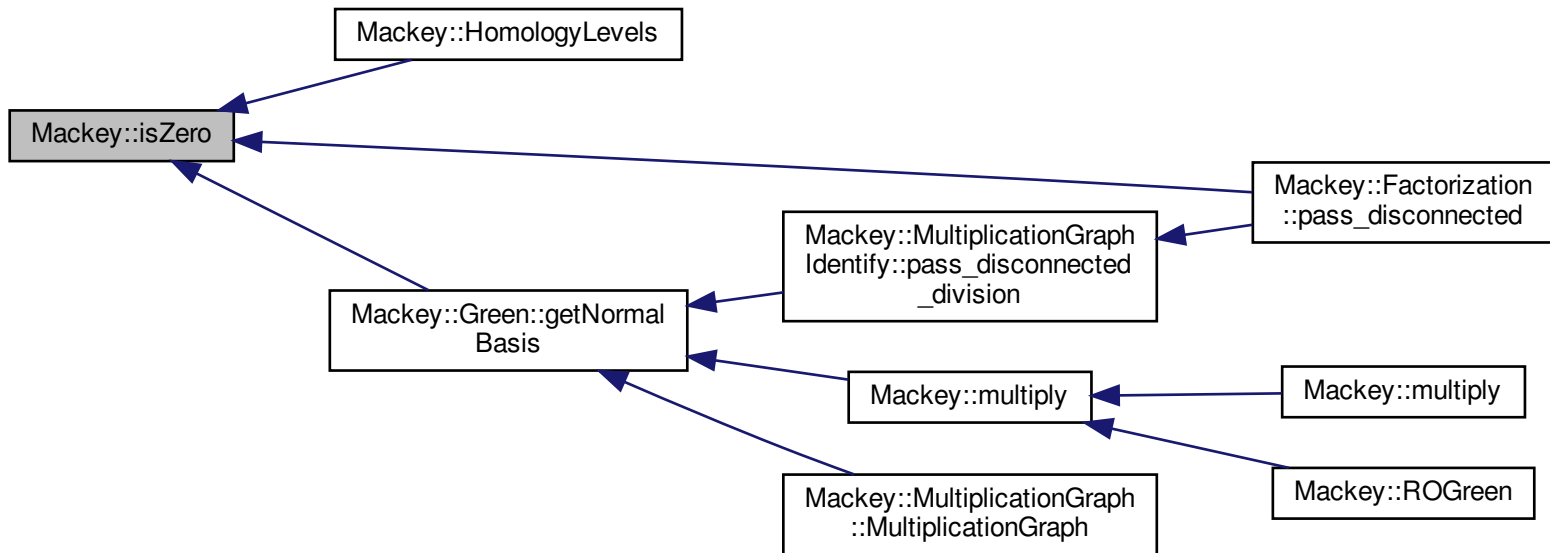 Mackey::HomologyLevels
Mackey::isZero
Mackey::Factorization
::pass_disconnected
Mackey::MultiplicationGraph
Identify::pass_disconnected
_division
Mackey::Green::getNormal
Basis
Mackey::multiply
Mackey::multiply
Mackey::ROGreen
Mackey::MultiplicationGraph
::MultiplicationGraph